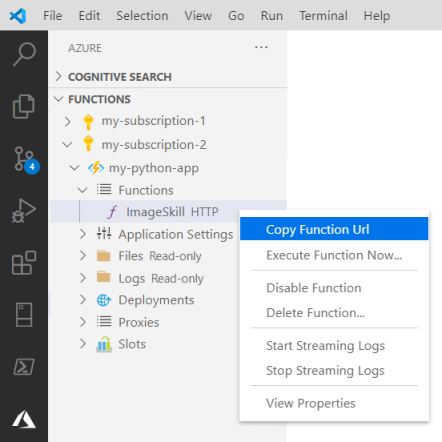 File Edit Selection View Go Run Terminal Help
AZURE ...
COGNITIVE SEARCH
FUNCTIONS
my-subscription-1
my-subscription-2
my-python-app
Functions
ImageSkill HTTP
Application Settings
Files Read-only
Logs Read-only
Deployments
Proxies
Slots
4
Copy Function Url
Execute Function Now...
Disable Function
Delete Function...
Start Streaming Logs
Stop Streaming Logs
View Properties